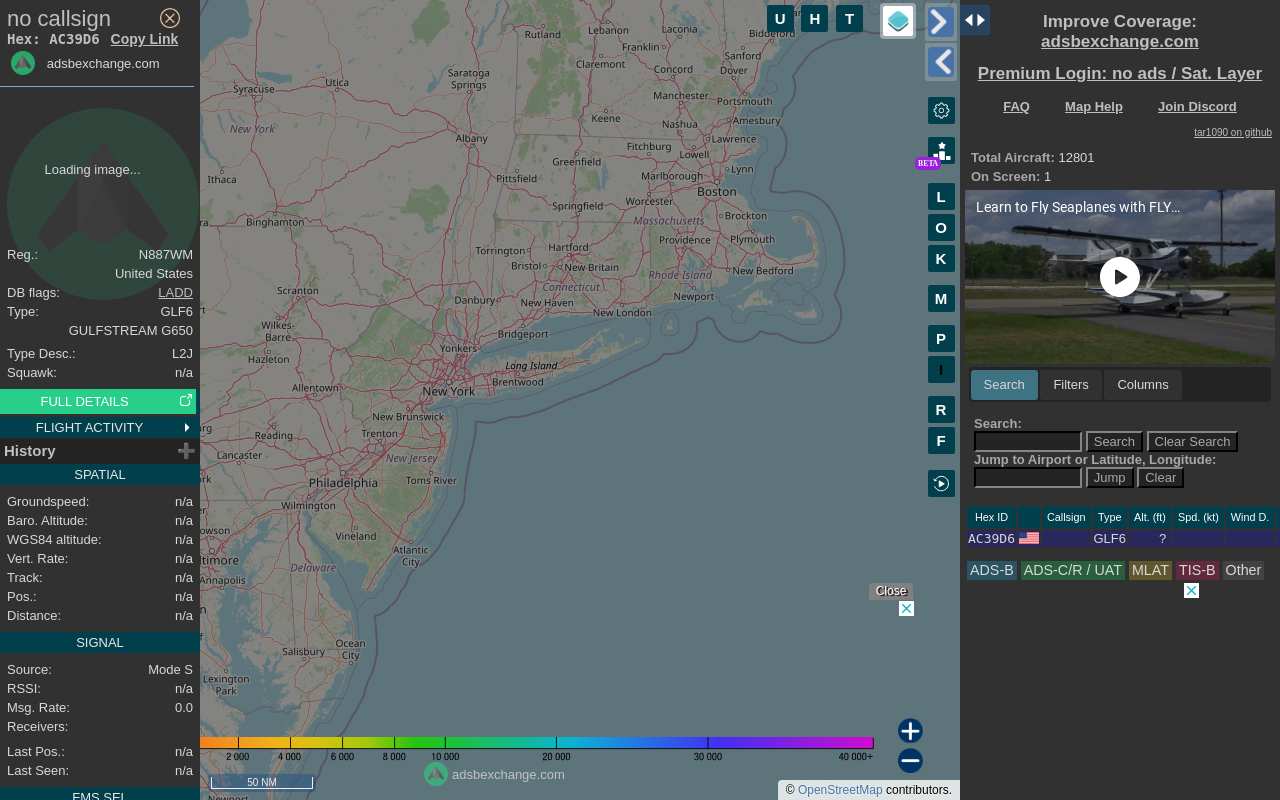 no callsign
Hex: AC39D6 Copy Link
adsbexchange.com
Loading image...
Reg.: N887WM
United States
DB flags: LADD
Type: GLF6
GULFSTREAM G650
Type Desc.: L2J
Squawk: n/a
FULL DETAILS
FLIGHT ACTIVITY
History
SPATIAL
Groundspeed: n/a
Baro. Altitude: n/a
WGS84 altitude: n/a
Vert. Rate: n/a
Track: n/a
Pos.: n/a
Distance: n/a
SIGNAL
Source: Mode S
RSSI: n/a
Msg. Rate: 0.0
Receivers:
Last Pos.: n/a
Last Seen: n/a
FMS SEL
U H T
L
O
K
M
P
I
R
F
BETA
Rutland
Lebanon
Laconia
Biddeford
Franklin
Claremont
Concord
Sanford
Dover
Utica
Saratoga
Springs
Syracuse
Manchester
Portsmouth
Keene
Nashua
Amesbury
New York
Albany
Fitchburg
Lawrence
Greenfield
Lowell
Lynn
Ithaca
Pittsfield
Marlborough
Boston
Springfield
Worcester
Binghamton
Massachusetts
Brockton
Torrington
Hartford
Providence
Plymouth
Bristol
New Britain
Rhode Island
New Bedford
Connecticut
Scranton
Danbury
New Haven
Newport
New London
Wilkes-
Barre
Bridgeport
Yonkers
Hazleton
Long Island
Brentwood
Allentown
New York
New Brunswick
Reading
Trenton
Lancaster
New Jersey
Philadelphia
Toms River
Wilmington
Vineland
Atlantic
City
Annapolis
Delaware
Ocean
City
Salisbury
Lexington
Park
Newport
Close
2 000 4 000 6 000 8 000 10 000 20 000 30 000 40 000+
adsbexchange.com
50 NM
© OpenStreetMap contributors.
Improve Coverage:
adsbexchange.com
Premium Login: no ads / Sat. Layer
FAQ Map Help Join Discord
tar1090 on github
Total Aircraft: 12801
On Screen: 1
Learn to Fly Seaplanes with FLY...
Search Filters Columns
Search:
Search Clear Search
Jump to Airport or Latitude, Longitude:
Jump Clear
Hex ID Callsign Type Alt. (ft) Spd. (kt) Wind D.
AC39D6 GLF6 ?
ADS-B ADS-C/R / UAT MLAT TIS-B Other